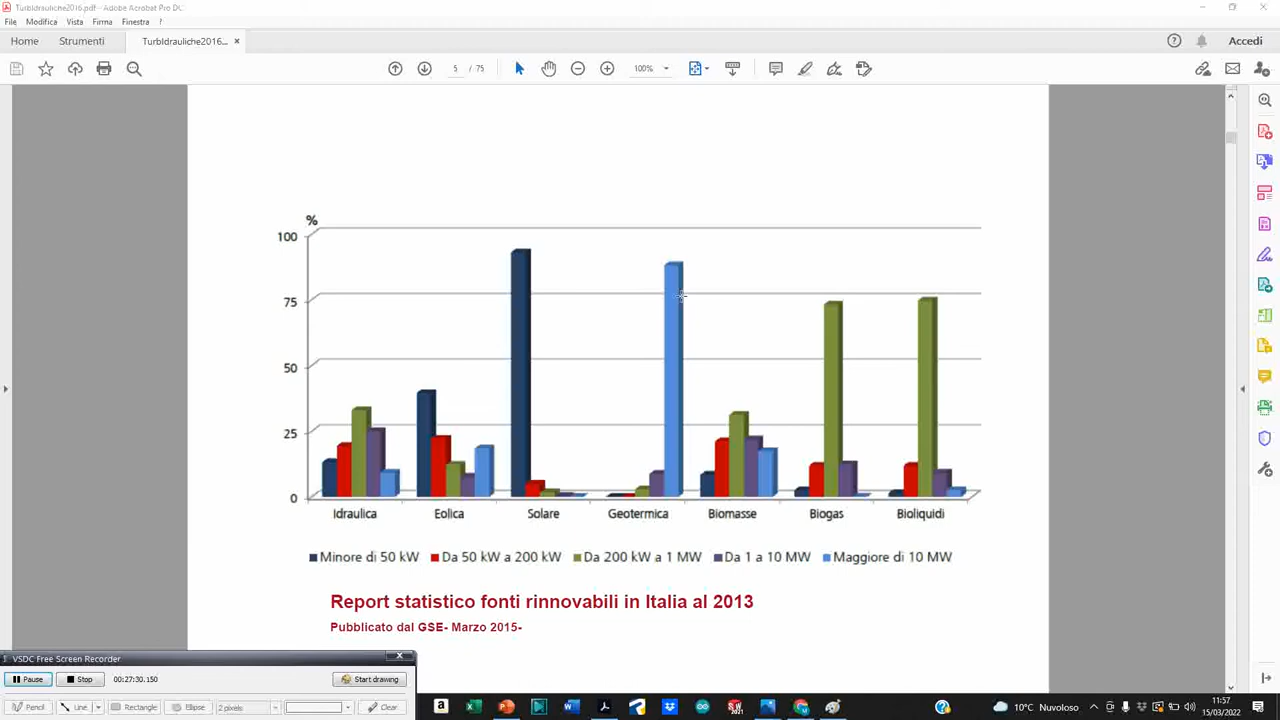 TurbIdrauliche2016.pdf - Adobe Acrobat Pro DC
File Modifica Vista Firma Finestra ?
Home Strumenti TurbIdrauliche2016... × Accedi
5 / 75 100%
%
100
75
50
25
0
Idraulica Eolica Solare Geotermica Biomasse Biogas Bioliquidi
Minore di 50 kW Da 50 kW a 200 kW Da 200 kW a 1 MW Da 1 a 10 MW Maggiore di 10 MW
Report statistico fonti rinnovabili in Italia al 2013
Pubblicato dal GSE- Marzo 2015-
VSDC Free Screen Recorder
Pause Stop 00:27:30.150 Start drawing
Pencil Line Rectangle Ellipse 2 pixels Clear
10°C Nuvoloso 11:57
15/03/2022